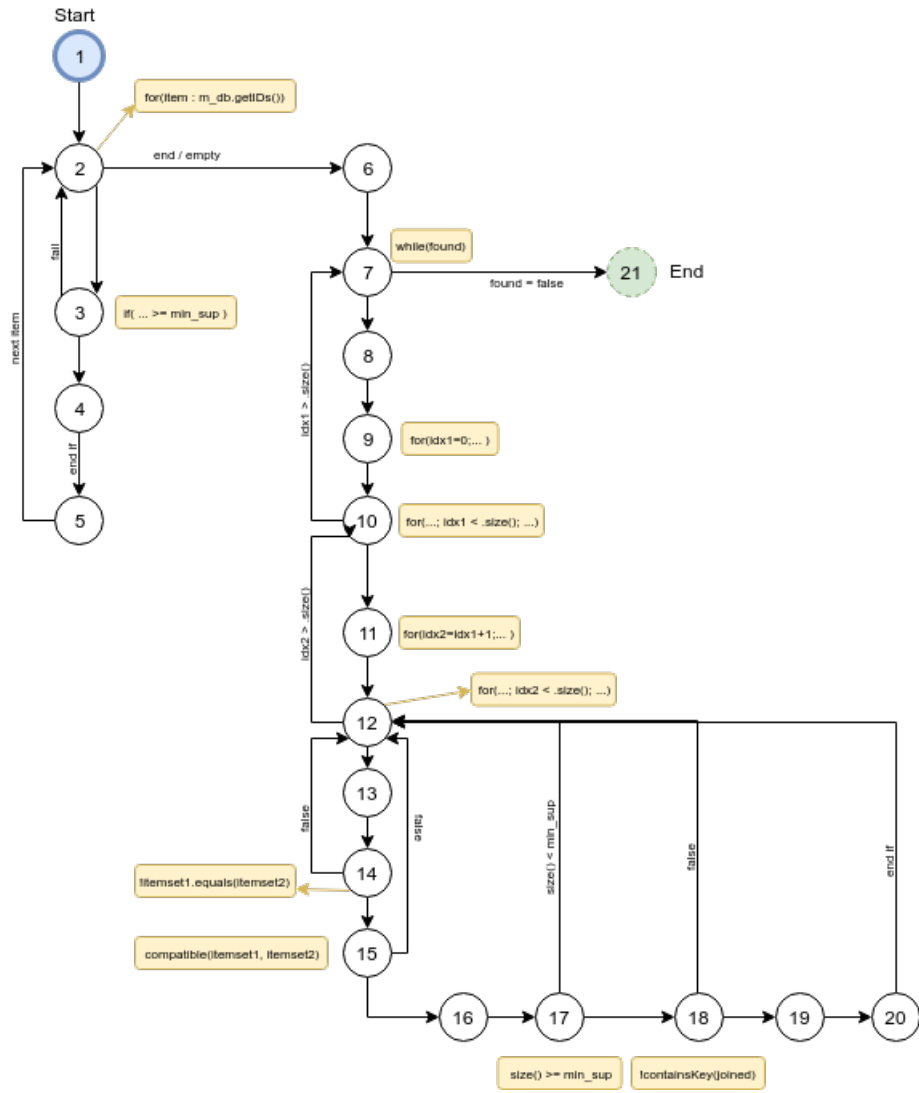 Start
1
for(item : m_db.getIDs())
end / empty
2
6
while(found)
fail
7
21
End
found = false
3
if( ... >= min_sup )
next item
8
idx1 > .size()
4
9
for(idx1=0;... )
end if
5
10
for(...; idx1 < .size(); ...)
idx2 > .size()
11
for(idx2=idx1+1;... )
for(...; idx2 < .size(); ...)
12
13
false
false
size() < min_sup
false
end if
14
!itemset1.equals(itemset2)
15
compatible(itemset1, itemset2)
16
17
18
19
20
size() >= min_sup
!containsKey(joined)